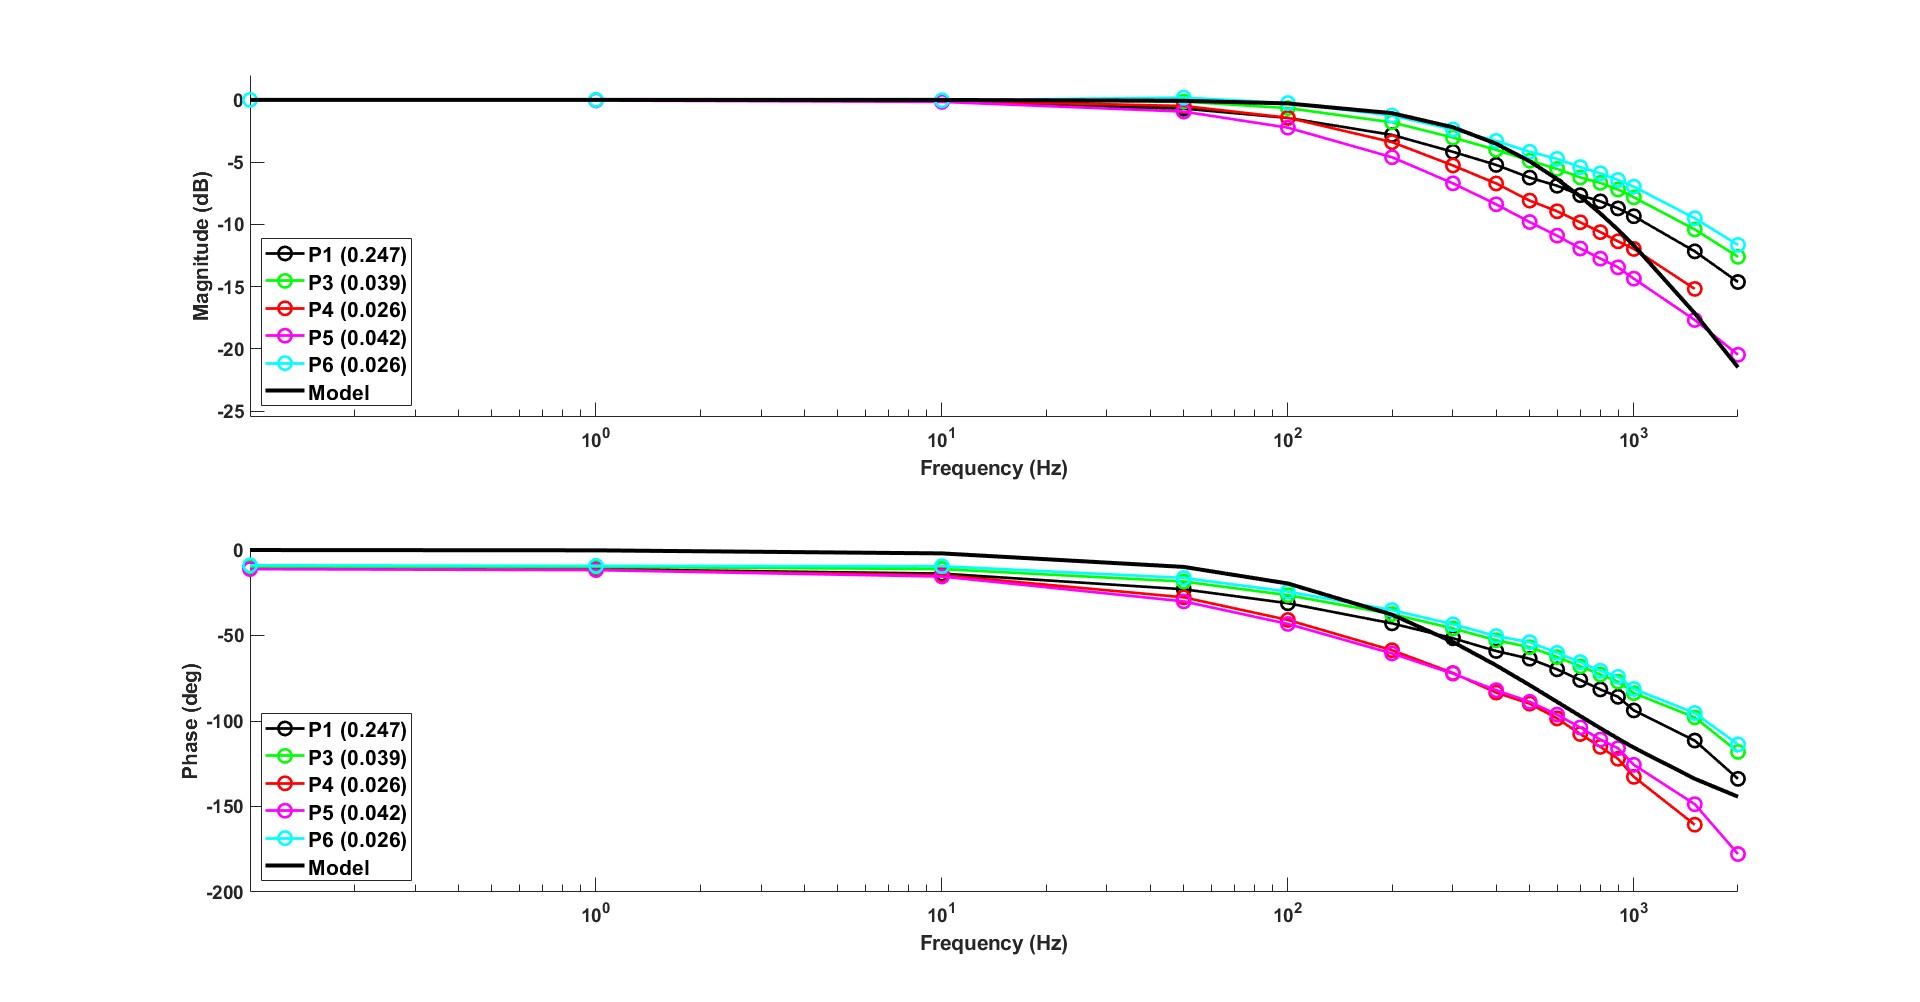 0
-5
-10
-15
-20
-25
Magnitude (dB)
P1 (0.247)
P3 (0.039)
P4 (0.026)
P5 (0.042)
P6 (0.026)
Model
10^0 10^1 10^2 10^3
Frequency (Hz)
0
-50
-100
-150
-200
Phase (deg)
P1 (0.247)
P3 (0.039)
P4 (0.026)
P5 (0.042)
P6 (0.026)
Model
10^0 10^1 10^2 10^3
Frequency (Hz)